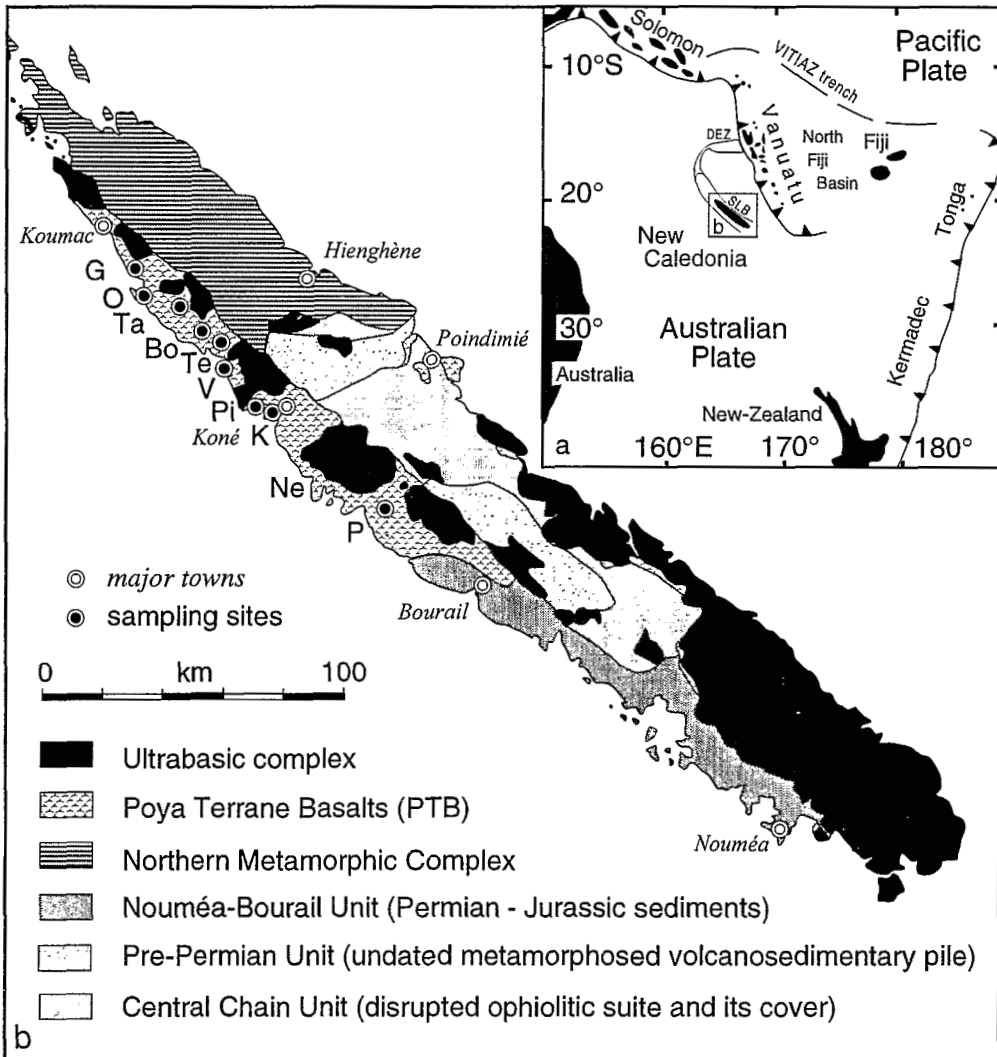 Solomon
Pacific
Plate
VITIAZ trench
10°S
Vanuatu
DEZ
North
Fiji
Basin
Fiji
20°
SLB
b
Tonga
New
Caledonia
30°
Australian
Plate
Kermadec
Australia
New-Zealand
a
160°E
170°
180°
Koumac
Hienghène
G
O
Ta
Bo
Te
V
Pi
K
Koné
Poindimié
Ne
P
major towns
sampling sites
Bourail
0 km 100
Nouméa
Ultrabasic complex
Poya Terrane Basalts (PTB)
Northern Metamorphic Complex
Nouméa-Bourail Unit (Permian - Jurassic sediments)
Pre-Permian Unit (undated metamorphosed volcanosedimentary pile)
Central Chain Unit (disrupted ophiolitic suite and its cover)
b